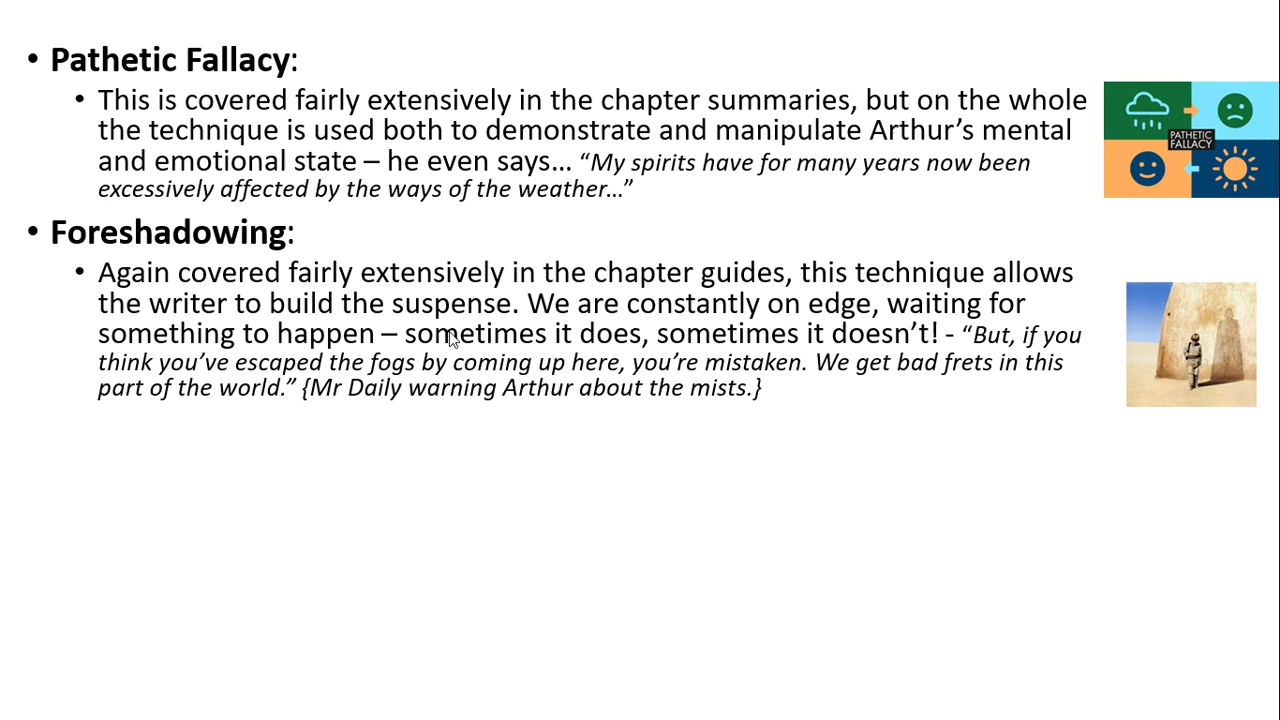 • Pathetic Fallacy:
• This is covered fairly extensively in the chapter summaries, but on the whole
the technique is used both to demonstrate and manipulate Arthur’s mental
and emotional state – he even says… “My spirits have for many years now been
excessively affected by the ways of the weather…”
PATHETIC
FALLACY
• Foreshadowing:
• Again covered fairly extensively in the chapter guides, this technique allows
the writer to build the suspense. We are constantly on edge, waiting for
something to happen – sometimes it does, sometimes it doesn’t! - “But, if you
think you’ve escaped the fogs by coming up here, you’re mistaken. We get bad frets in this
part of the world.” {Mr Daily warning Arthur about the mists.}